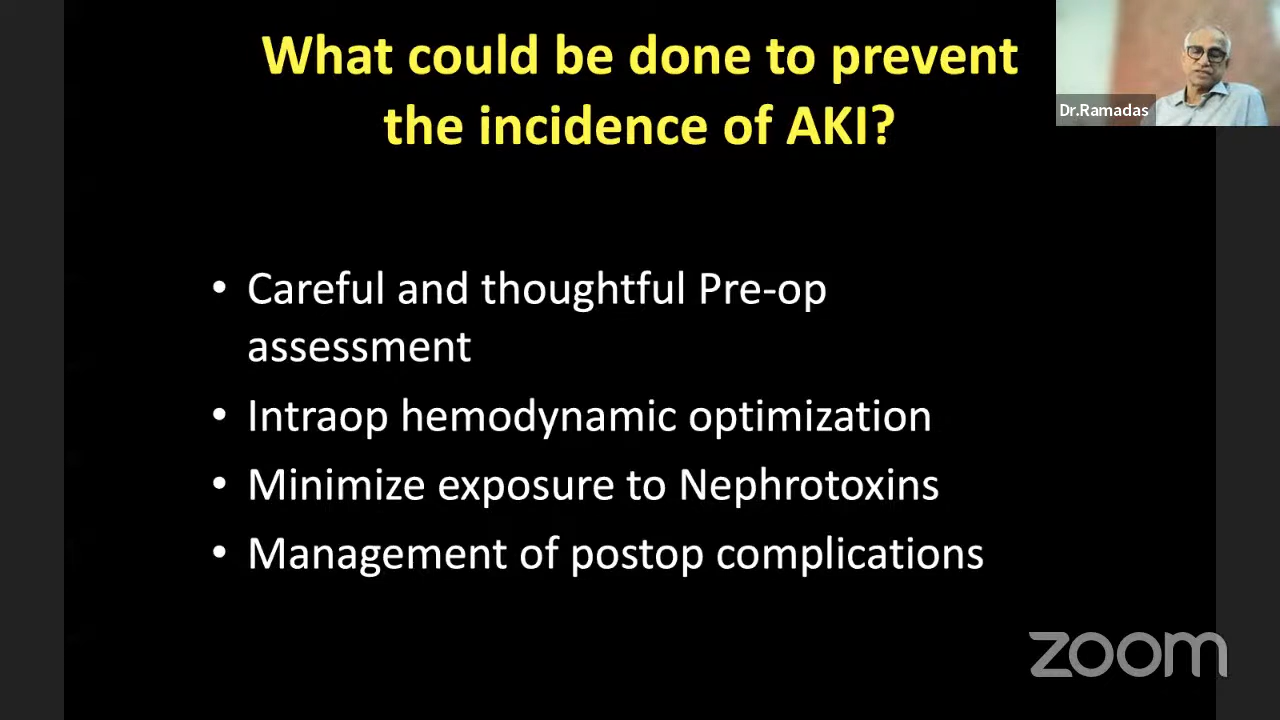 What could be done to prevent
the incidence of AKI?
Dr.Ramadas
• Careful and thoughtful Pre-op
assessment
• Intraop hemodynamic optimization
• Minimize exposure to Nephrotoxins
• Management of postop complications
zoom